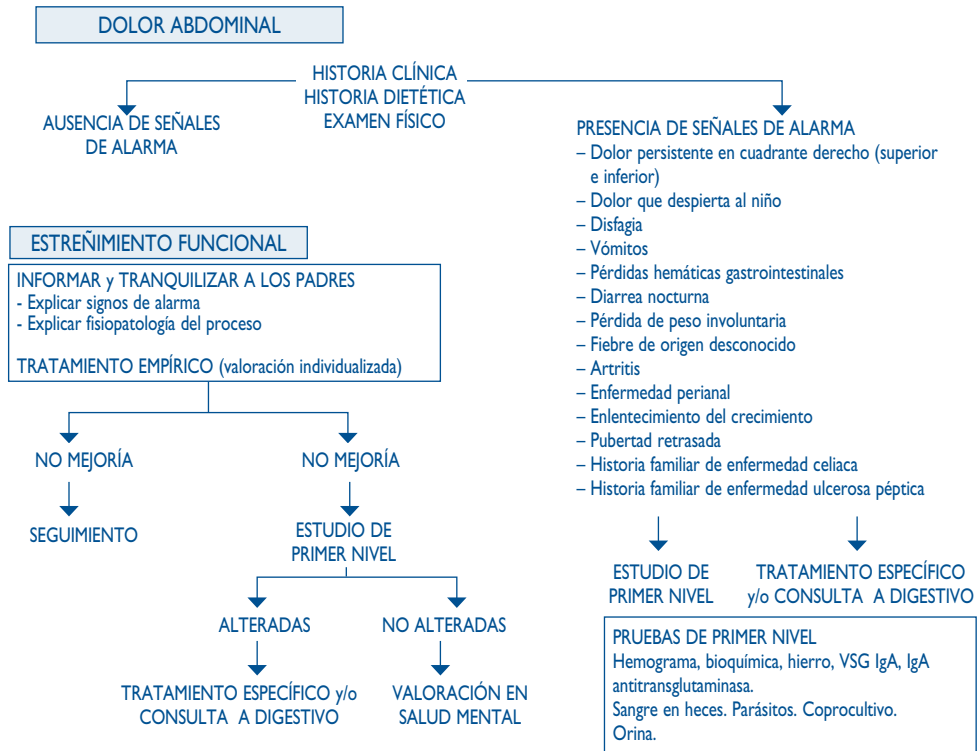 DOLOR ABDOMINAL
HISTORIA CLÍNICA
HISTORIA DIETÉTICA
EXAMEN FÍSICO
AUSENCIA DE SEÑALES
DE ALARMA
ESTREÑIMIENTO FUNCIONAL
INFORMAR y TRANQUILIZAR A LOS PADRES
- Explicar signos de alarma
- Explicar fisiopatología del proceso
TRATAMIENTO EMPÍRICO (valoración individualizada)
NO MEJORÍA
SEGUIMIENTO
NO MEJORÍA
ESTUDIO DE
PRIMER NIVEL
ALTERADAS
TRATAMIENTO ESPECÍFICO y/o
CONSULTA A DIGESTIVO
NO ALTERADAS
VALORACIÓN EN
SALUD MENTAL
PRESENCIA DE SEÑALES DE ALARMA
– Dolor persistente en cuadrante derecho (superior
e inferior)
– Dolor que despierta al niño
– Disfagia
– Vómitos
– Pérdidas hemáticas gastrointestinales
– Diarrea nocturna
– Pérdida de peso involuntaria
– Fiebre de origen desconocido
– Artritis
– Enfermedad perianal
– Enlentecimiento del crecimiento
– Pubertad retrasada
– Historia familiar de enfermedad celiaca
– Historia familiar de enfermedad ulcerosa péptica
ESTUDIO DE
PRIMER NIVEL
TRATAMIENTO ESPECÍFICO
y/o CONSULTA A DIGESTIVO
PRUEBAS DE PRIMER NIVEL
Hemograma, bioquímica, hierro, VSG IgA, IgA
antitransglutaminasa.
Sangre en heces. Parásitos. Coprocultivo.
Orina.